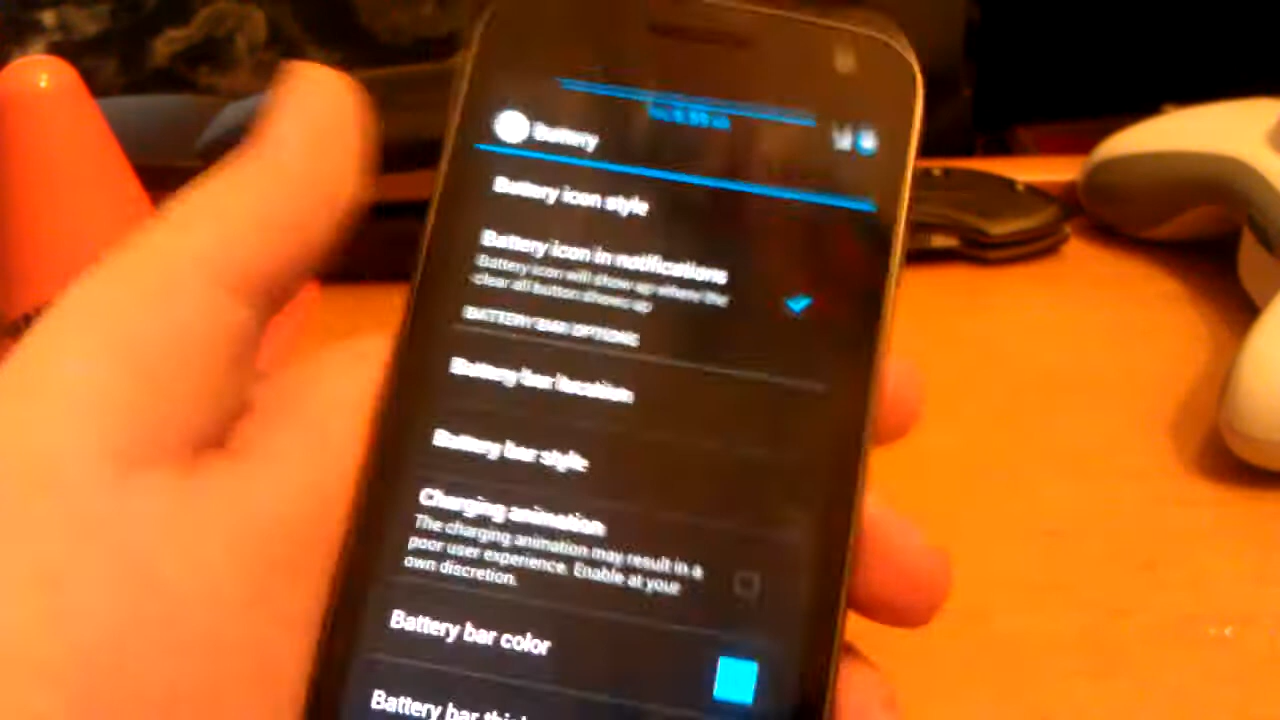 Battery
Battery icon style
Battery icon in notifications
Battery icon will show up where the
clear all button shows up
BATTERY BAR OPTIONS
Battery bar location
Battery bar style
Charging animation
The charging animation may result in a
poor user experience. Enable at your
own discretion.
Battery bar color
Battery bar